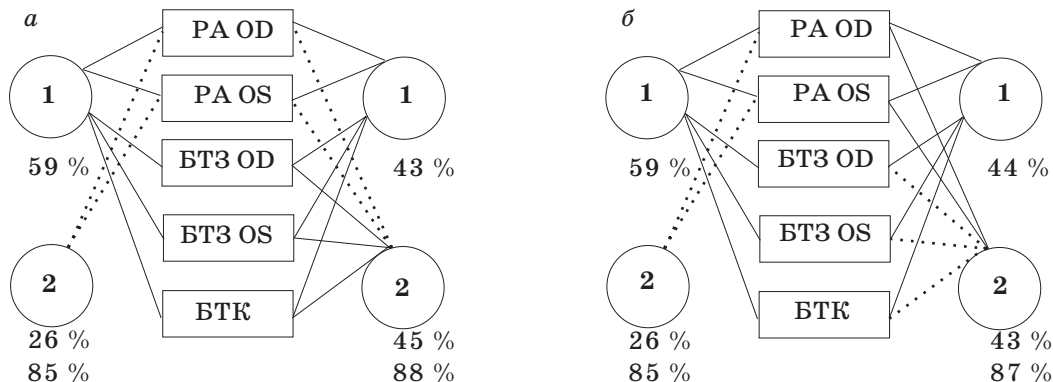 а
РА OD
1
РА OS
1
59 %
БТЗ OD
43 %
БТЗ OS
2
2
БТК
26 %
45 %
85 %
88 %
б
РА OD
1
РА OS
1
59 %
БТЗ OD
44 %
БТЗ OS
2
2
БТК
26 %
43 %
85 %
87 %